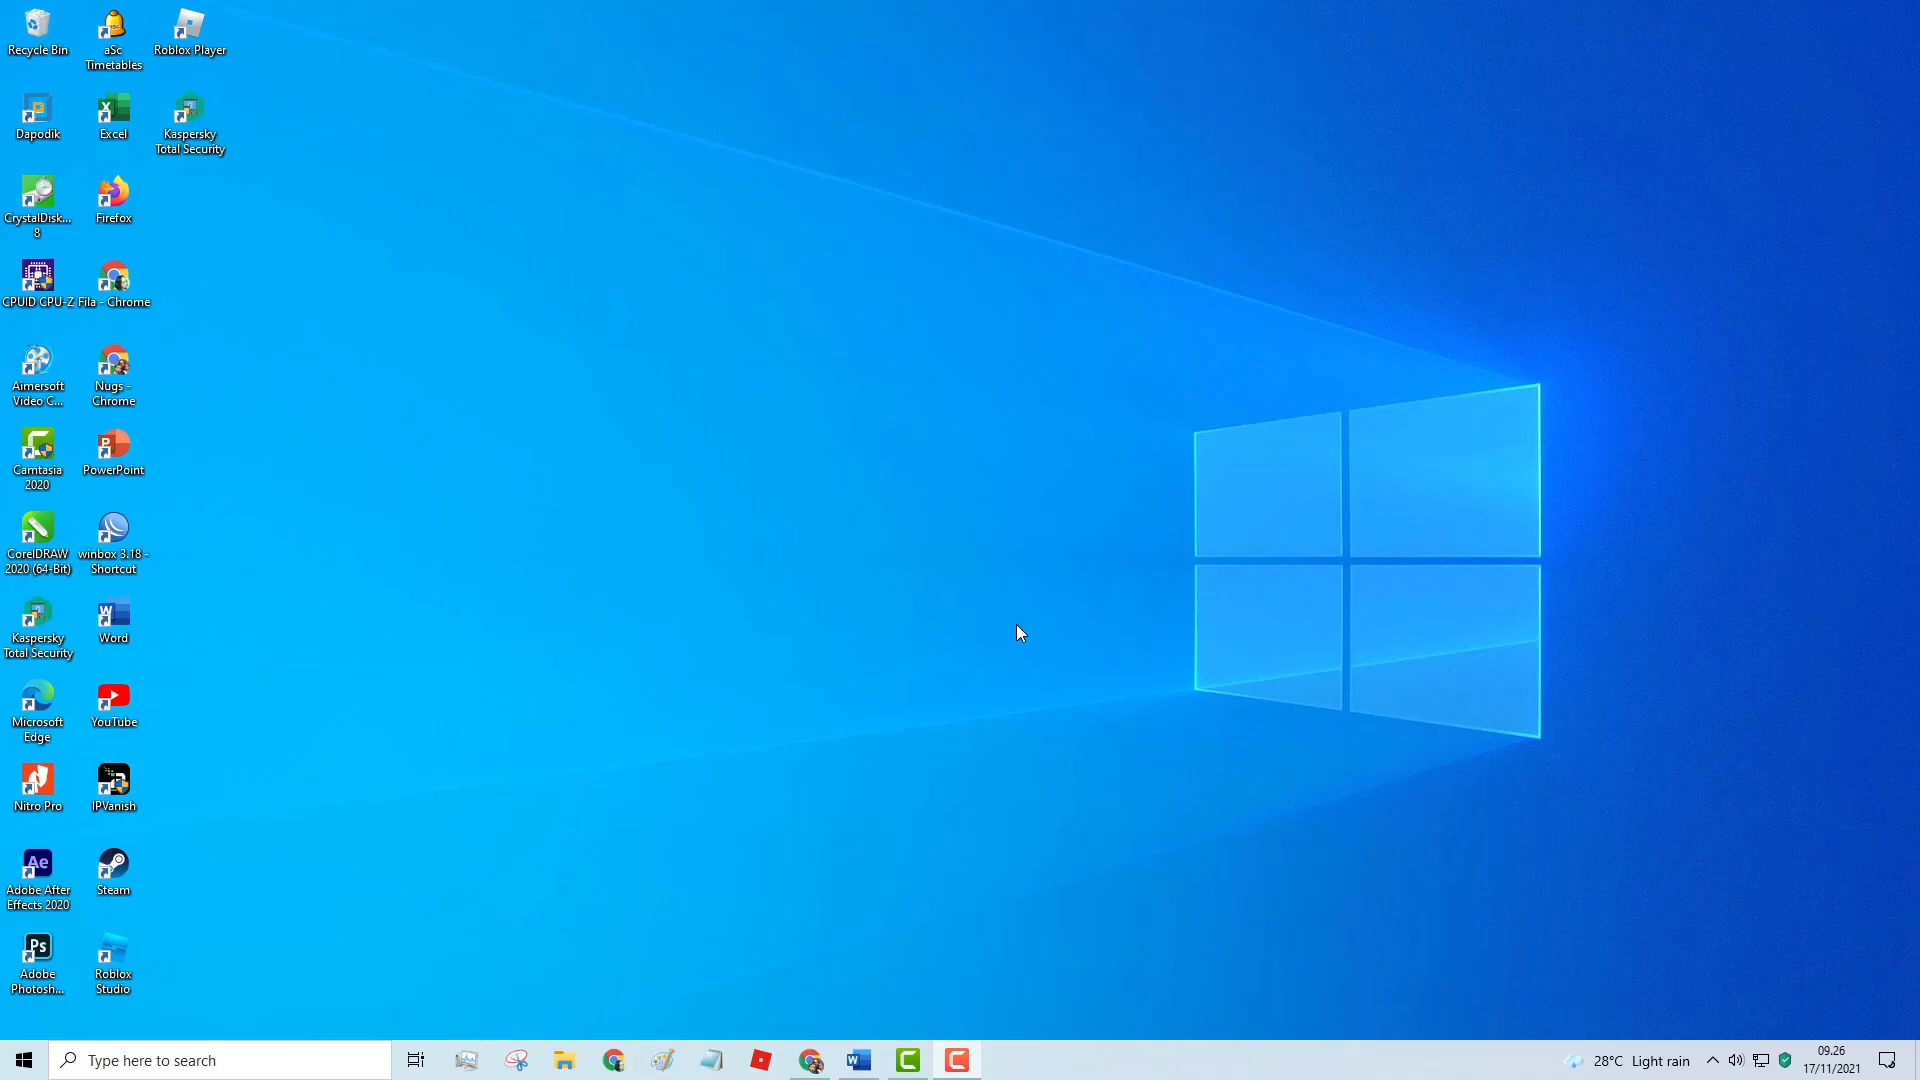 Recycle Bin
aSc
Timetables
Roblox Player
Dapodik
Excel
Kaspersky
Total Security
CrystalDisk...
8
Firefox
CPUID CPU-Z
Fila - Chrome
Aimersoft
Video C...
Nugs -
Chrome
Camtasia
2020
PowerPoint
CorelDRAW
2020 (64-Bit)
winbox 3.18 -
Shortcut
Kaspersky
Total Security
Word
Microsoft
Edge
YouTube
Nitro Pro
IPVanish
Adobe After
Effects 2020
Steam
Adobe
Photosh...
Roblox
Studio
Type here to search
28°C Light rain
09.26
17/11/2021